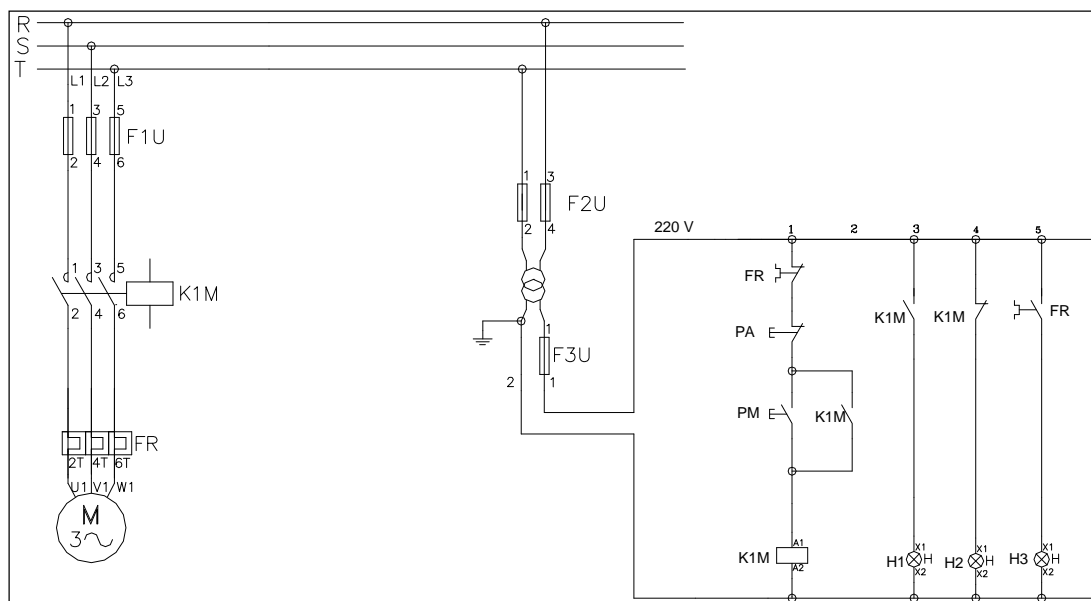 R
S
T
L1 L2 L3
1 3 5
F1U
2 4 6
1 3 5
K1M
2 4 6
FR
2T 4T 6T
U1 V1 W1
M
3
1 3
F2U
2 4
1
F3U
2 1
220 V
1 2 3 4 5
FR
PA
PM
K1M
K1M
K1M
FR
K1M
A1
A2
H1
X1
H
X2
H2
X1
H
X2
H3
X1
H
X2